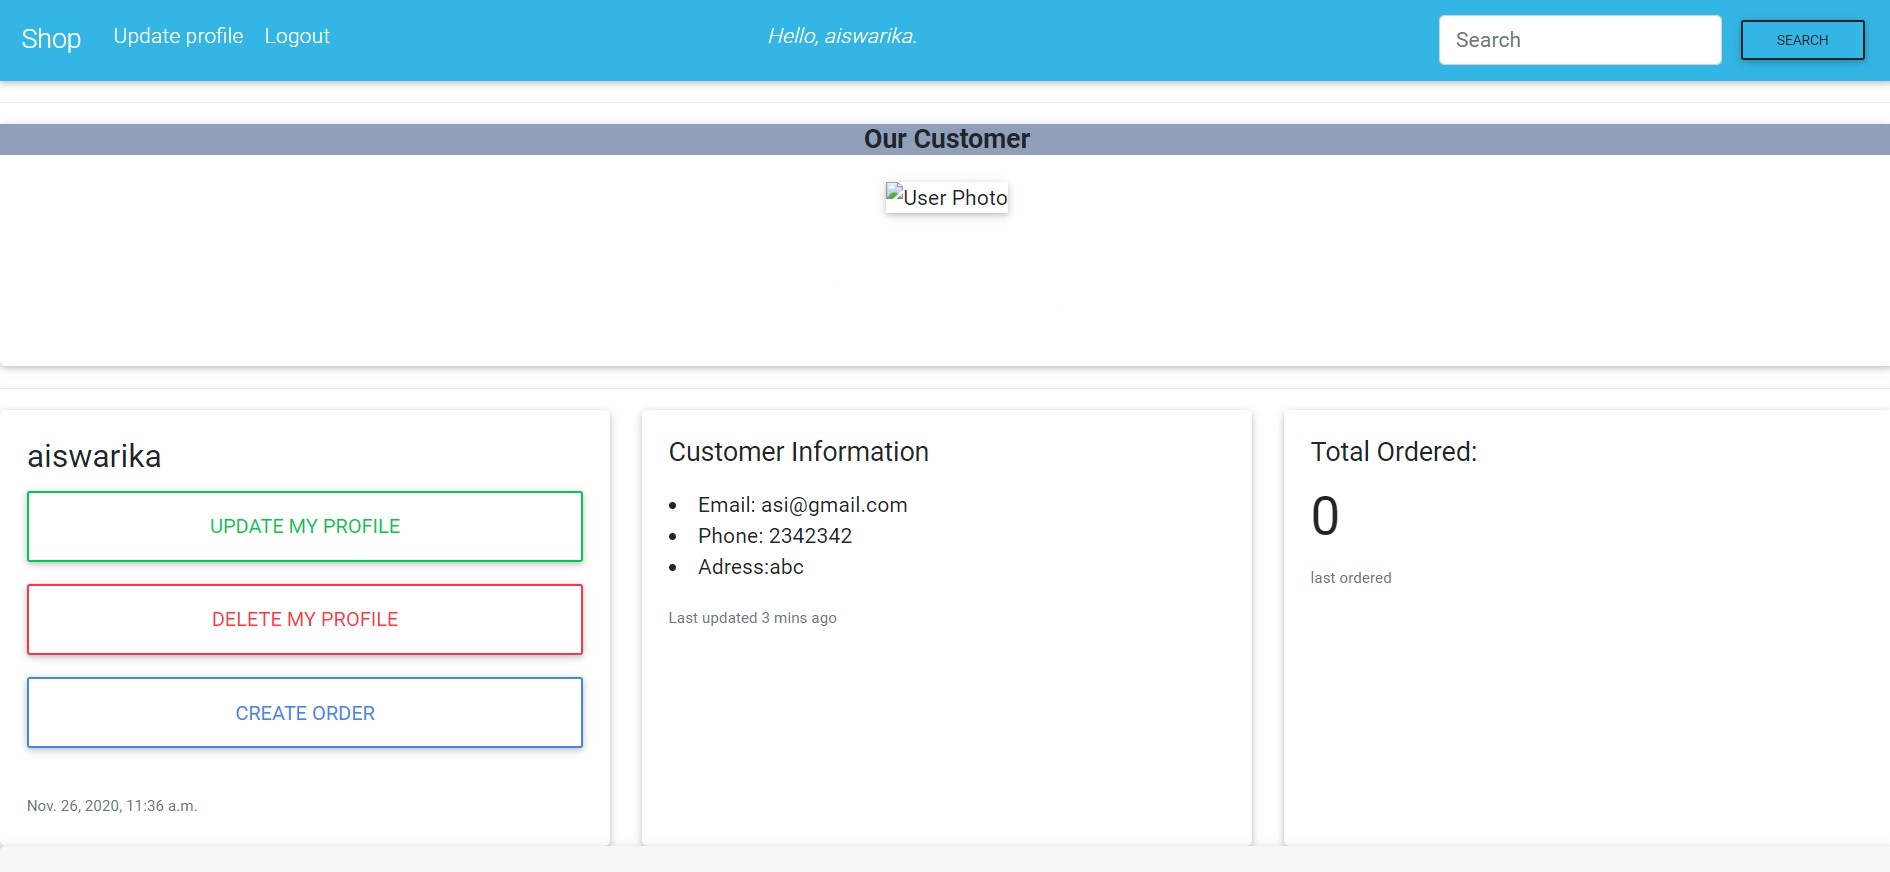 Shop Update profile Logout Hello, aiswarika. Search SEARCH
Our Customer
User Photo
aiswarika
UPDATE MY PROFILE
DELETE MY PROFILE
CREATE ORDER
Nov. 26, 2020, 11:36 a.m.
Customer Information
Email: asi@gmail.com
Phone: 2342342
Adress:abc
Last updated 3 mins ago
Total Ordered:
0
last ordered